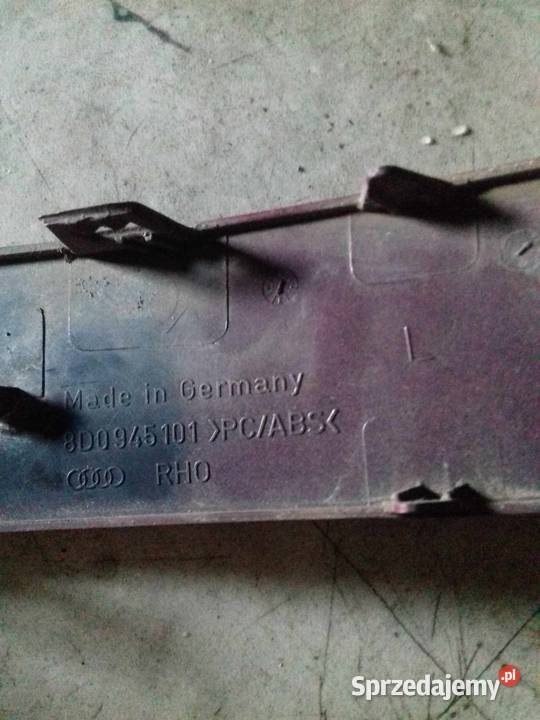 L
Made in Germany
8D0945101 >PC/ABS<
RHO
Sprzedajemy.pl